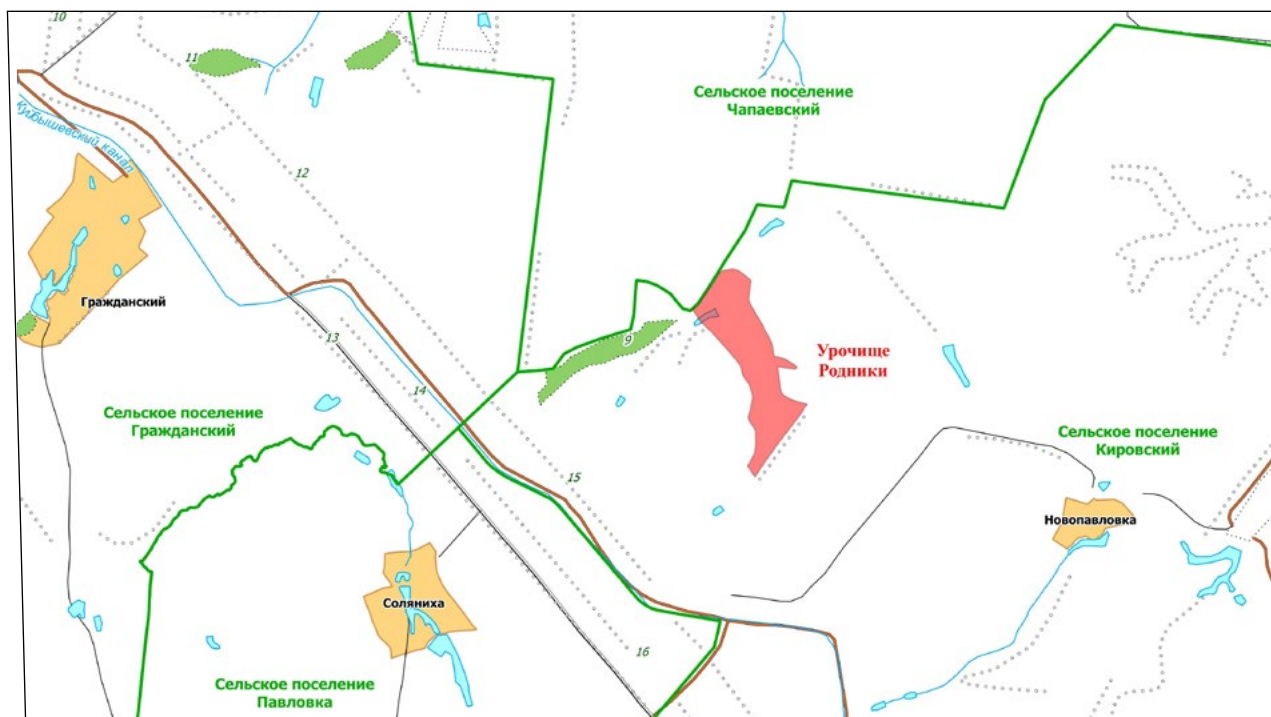 10
11
Сельское поселение
Чапаевский
Куйбышевский канал
12
Гражданский
13
9
Урочище
Родники
14
Сельское поселение
Гражданский
Сельское поселение
Кировский
15
Новопавловка
Соляниха
16
Сельское поселение
Павловка